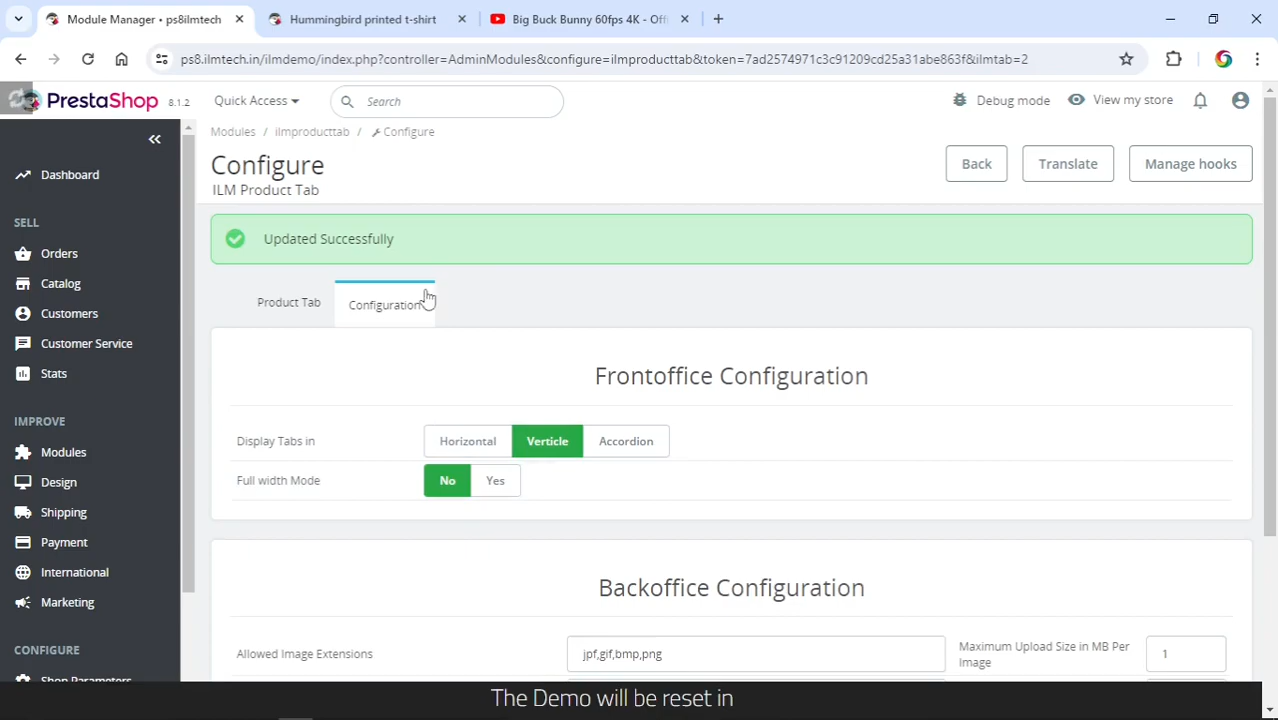 Module Manager • ps8ilmtech
Hummingbird printed t-shirt
Big Buck Bunny 60fps 4K - Offi
ps8.ilmtech.in/ilmdemo/index.php?controller=AdminModules&configure=ilmproducttab&token=7ad2574971c3c91209cd25a31abe863f&ilmtab=2
PrestaShop 8.1.2
Quick Access
Search
Debug mode
View my store
Modules / ilmproducttab / Configure
Configure
ILM Product Tab
Back
Translate
Manage hooks
Dashboard
SELL
Orders
Catalog
Customers
Customer Service
Stats
IMPROVE
Modules
Design
Shipping
Payment
International
Marketing
CONFIGURE
Shop Parameters
Updated Successfully
Product Tab
Configuration
Frontoffice Configuration
Display Tabs in
Horizontal
Verticle
Accordion
Full width Mode
No
Yes
Backoffice Configuration
Allowed Image Extensions
jpf,gif,bmp,png
Maximum Upload Size in MB Per
Image
1
The Demo will be reset in